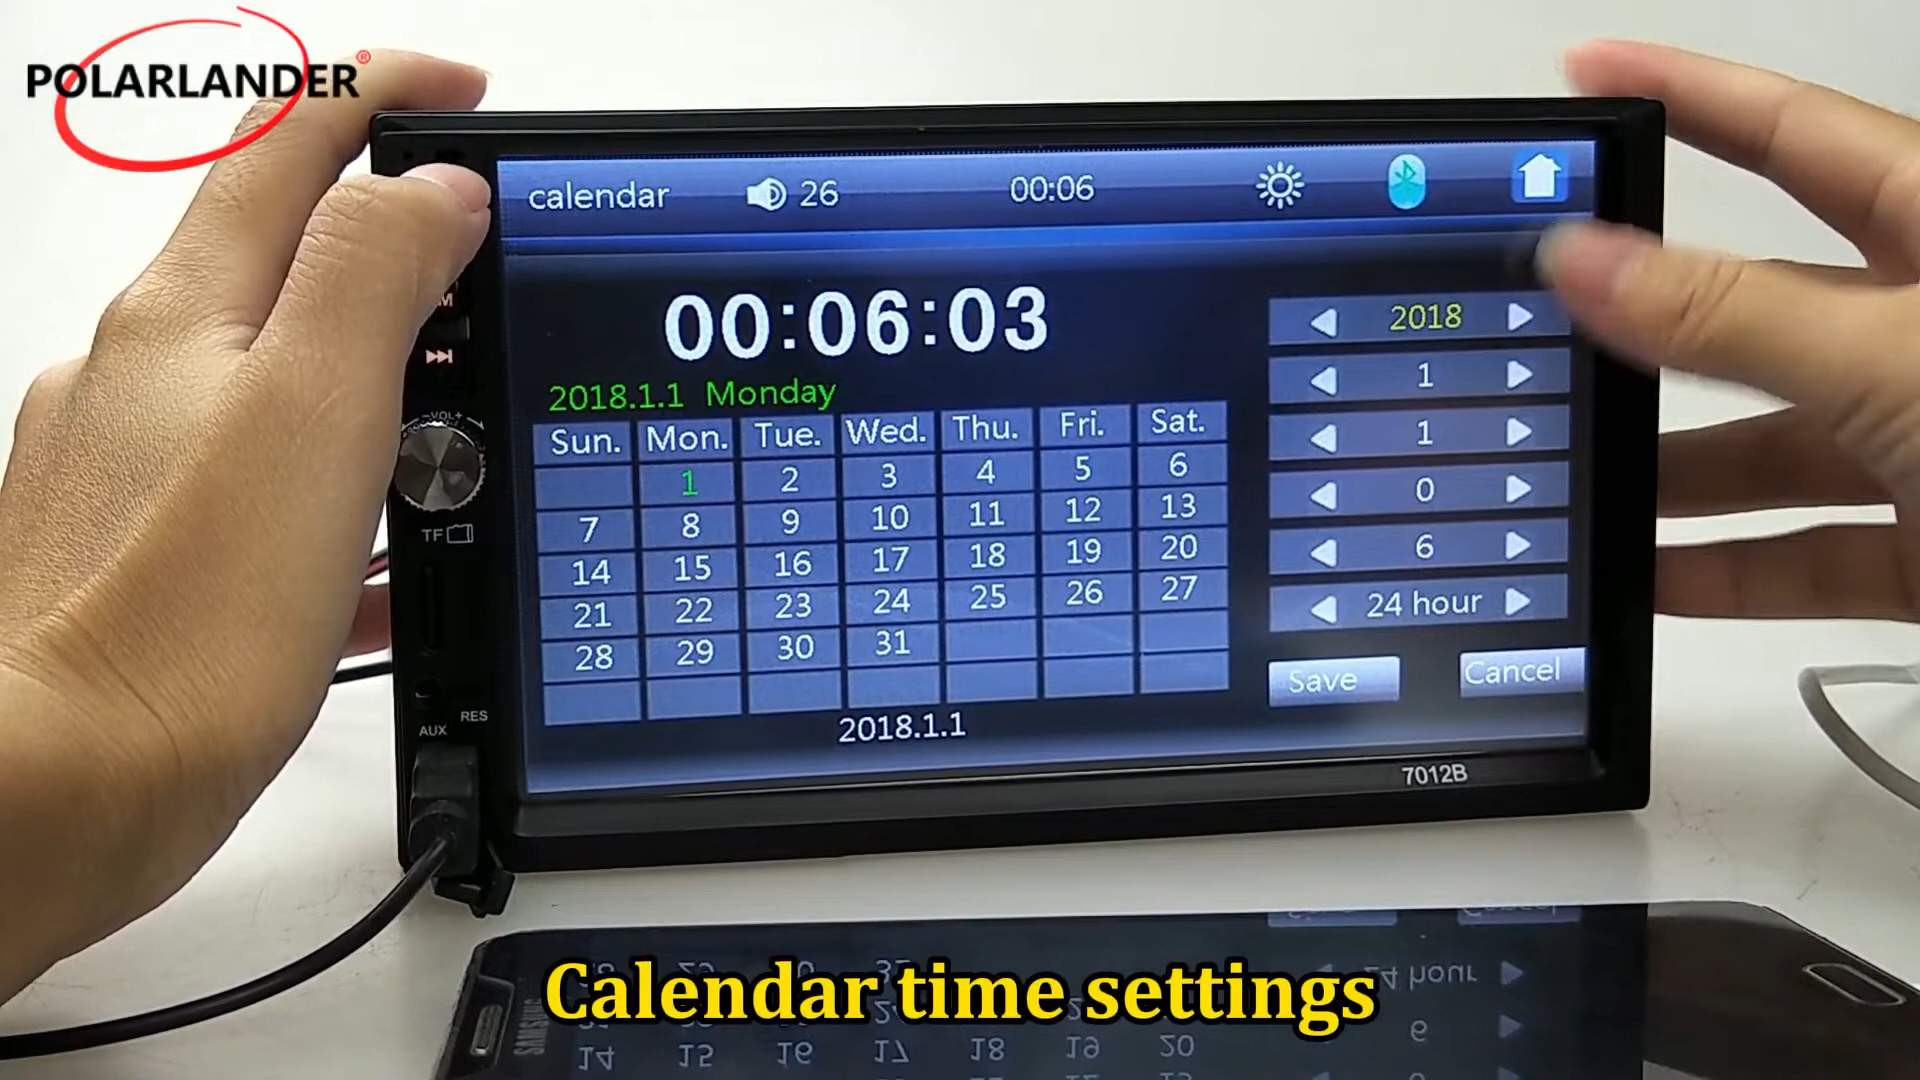 POLARLANDER®
calendar 26 00:06
00:06:03
2018.1.1 Monday
Sun. Mon. Tue. Wed. Thu. Fri. Sat.
1 2 3 4 5 6
7 8 9 10 11 12 13
14 15 16 17 18 19 20
21 22 23 24 25 26 27
28 29 30 31
2018.1.1
2018
1
1
0
6
24 hour
Save Cancel
-VOL+
TF
RES
AUX
7012B
SAMSUNG
Calendar time settings